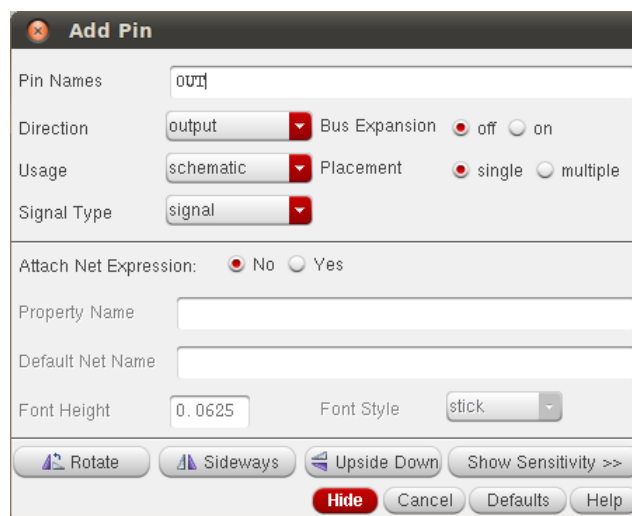 Add Pin
Pin Names OUT
Direction output Bus Expansion off on
Usage schematic Placement single multiple
Signal Type signal
Attach Net Expression: No Yes
Property Name
Default Net Name
Font Height 0.0625 Font Style stick
Rotate Sideways Upside Down Show Sensitivity >>
Hide Cancel Defaults Help